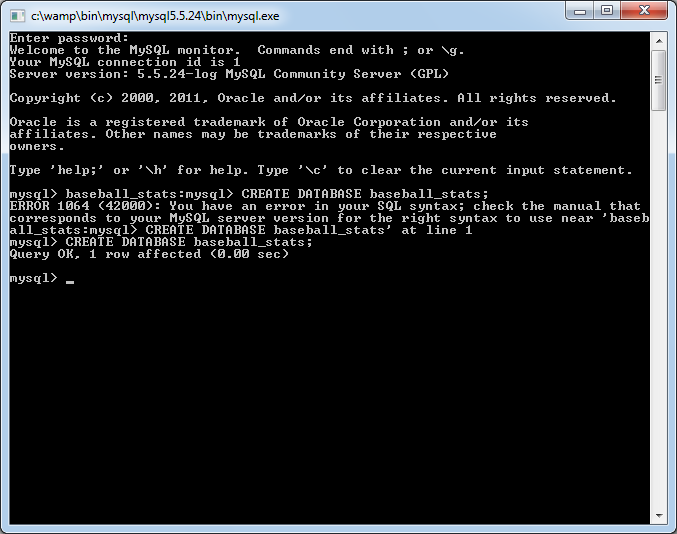 c:\wamp\bin\mysql\mysql5.5.24\bin\mysql.exe
Enter password:
Welcome to the MySQL monitor.  Commands end with ; or \g.
Your MySQL connection id is 1
Server version: 5.5.24-log MySQL Community Server (GPL)
Copyright (c) 2000, 2011, Oracle and/or its affiliates. All rights reserved.
Oracle is a registered trademark of Oracle Corporation and/or its
affiliates. Other names may be trademarks of their respective
owners.
Type 'help;' or '\h' for help. Type '\c' to clear the current input statement.
mysql> baseball_stats:mysql> CREATE DATABASE baseball_stats;
ERROR 1064 (42000): You have an error in your SQL syntax; check the manual that
corresponds to your MySQL server version for the right syntax to use near 'baseb
all_stats:mysql> CREATE DATABASE baseball_stats' at line 1
mysql> CREATE DATABASE baseball_stats;
Query OK, 1 row affected (0.00 sec)
mysql> _